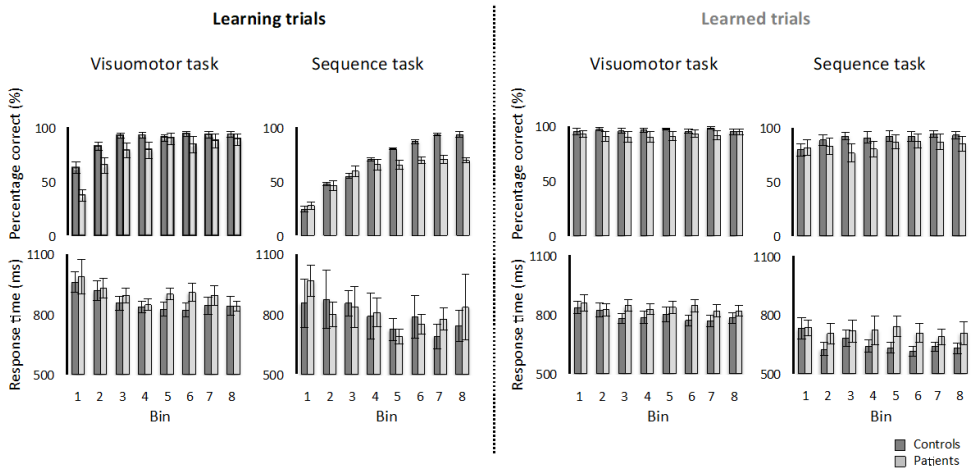 Learning trials
Learned trials
Visuomotor task
Sequence task
Visuomotor task
Sequence task
Percentage correct (%)
100
50
0
100
50
0
Percentage correct (%)
100
50
0
100
50
0
Response time (ms)
1100
800
500
1100
800
500
Response time (ms)
1100
800
500
1100
800
500
1 2 3 4 5 6 7 8
1 2 3 4 5 6 7 8
1 2 3 4 5 6 7 8
1 2 3 4 5 6 7 8
Bin
Bin
Bin
Bin
Controls
Patients